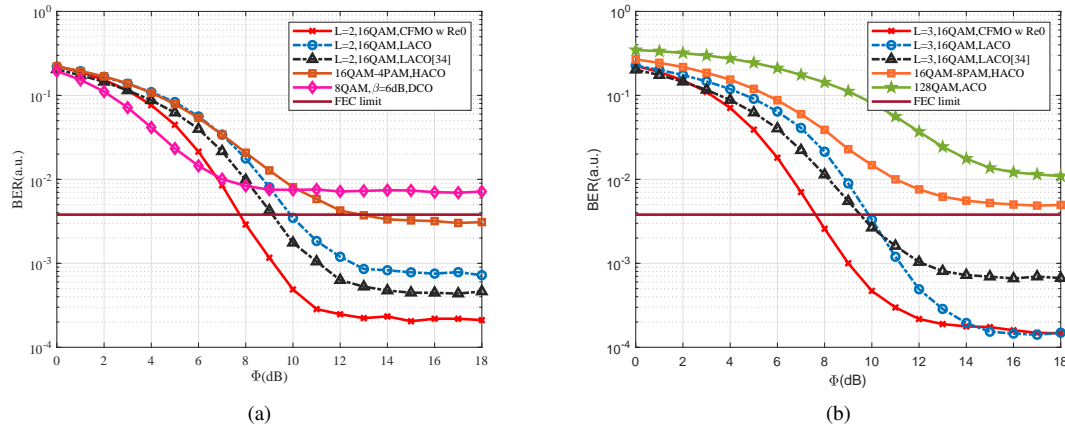 10^0
10^-1
10^-2
10^-3
10^-4
BER(a.u.)
0 2 4 6 8 10 12 14 16 18
Φ(dB)
L=2,16QAM,CFMO w Re0
L=2,16QAM,LACO
L=2,16QAM,LACO[34]
16QAM-4PAM,HACO
8QAM, β=6dB,DCO
FEC limit
(a)
10^0
10^-1
10^-2
10^-3
10^-4
BER(a.u.)
0 2 4 6 8 10 12 14 16 18
Φ(dB)
L=3,16QAM,CFMO w Re0
L=3,16QAM,LACO
L=3,16QAM,LACO[34]
16QAM-8PAM,HACO
128QAM,ACO
FEC limit
(b)